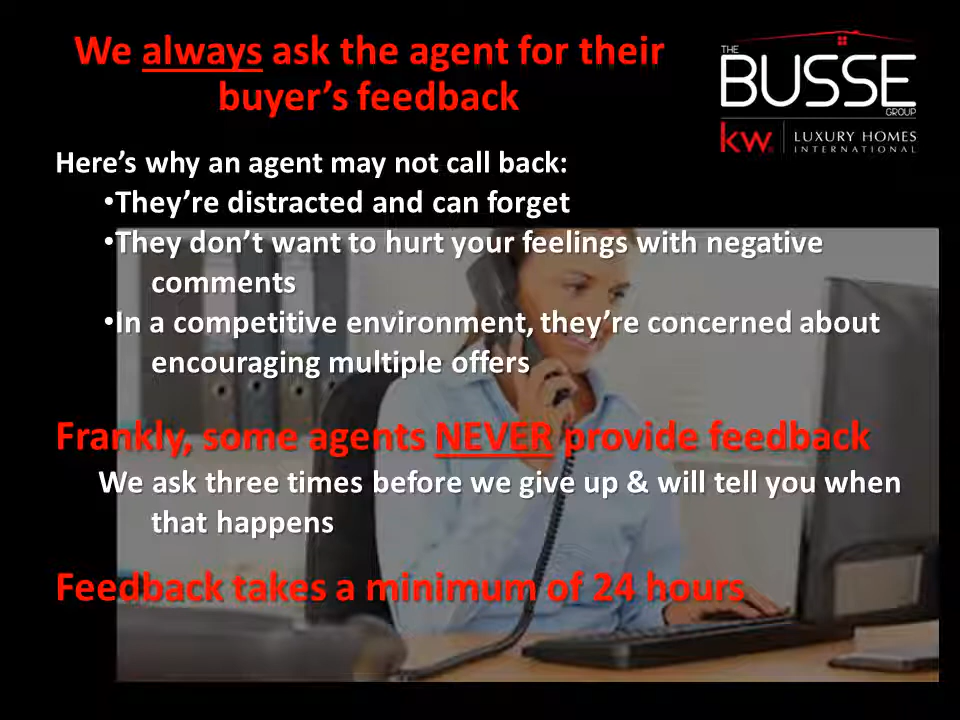 We always ask the agent for their
buyer’s feedback
THE
BUSSE
GROUP
kw
LUXURY HOMES
INTERNATIONAL
Here’s why an agent may not call back:
•They’re distracted and can forget
•They don’t want to hurt your feelings with negative
comments
•In a competitive environment, they’re concerned about
encouraging multiple offers
Frankly, some agents NEVER provide feedback
We ask three times before we give up & will tell you when
that happens
Feedback takes a minimum of 24 hours